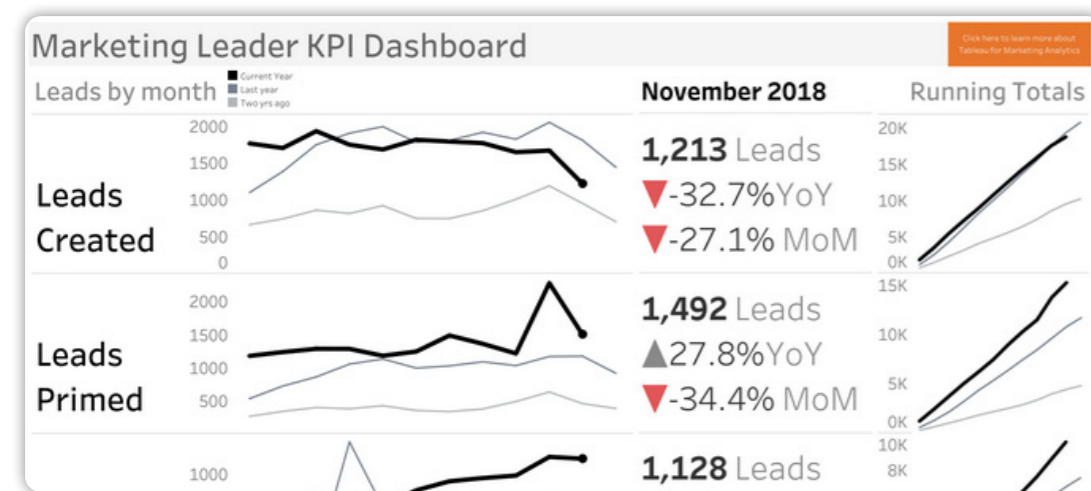 Marketing Leader KPI Dashboard
Click here to learn more about
Tableau for Marketing Analytics
Leads by month
Current Year
Last year
Two yrs ago
November 2018
Running Totals
Leads
Created
2000
1500
1000
500
0
1,213 Leads
▼-32.7%YoY
▼-27.1% MoM
20K
15K
10K
5K
0K
Leads
Primed
2000
1500
1000
500
1,492 Leads
▲27.8%YoY
▼-34.4% MoM
15K
10K
5K
0K
1000
1,128 Leads
10K
8K